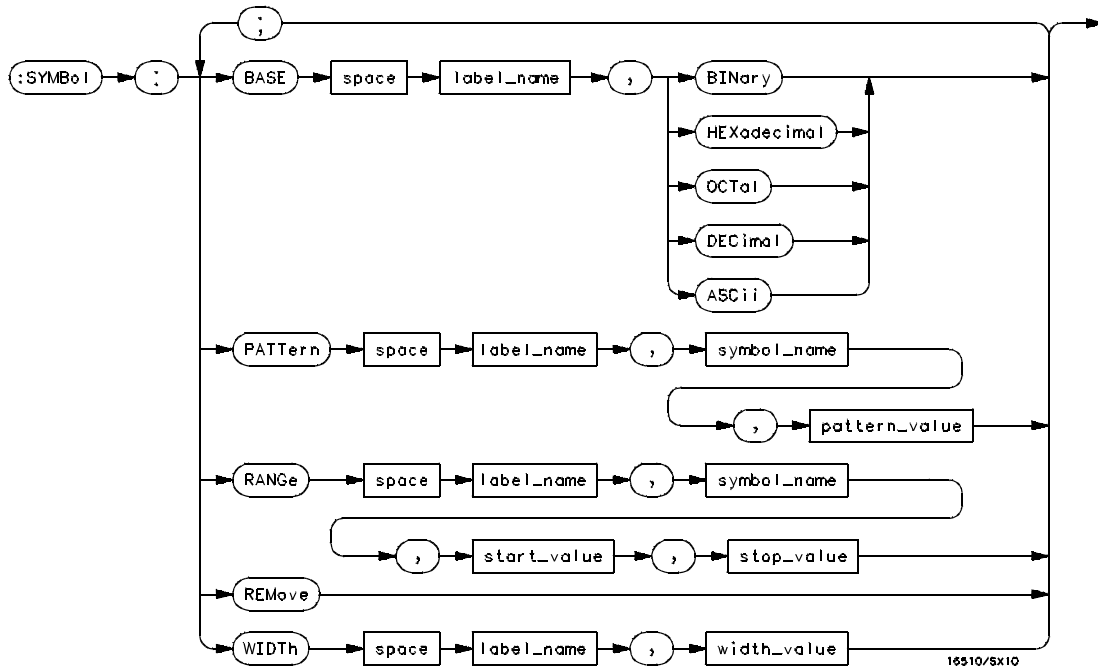 ;
:SYMBol : BASE space label_name , BINary
HEXadecimal
OCTal
DECimal
ASCii
PATTern space label_name , symbol_name
, pattern_value
RANGe space label_name , symbol_name
, start_value , stop_value
REMove
WIDTh space label_name , width_value
16510/SX10